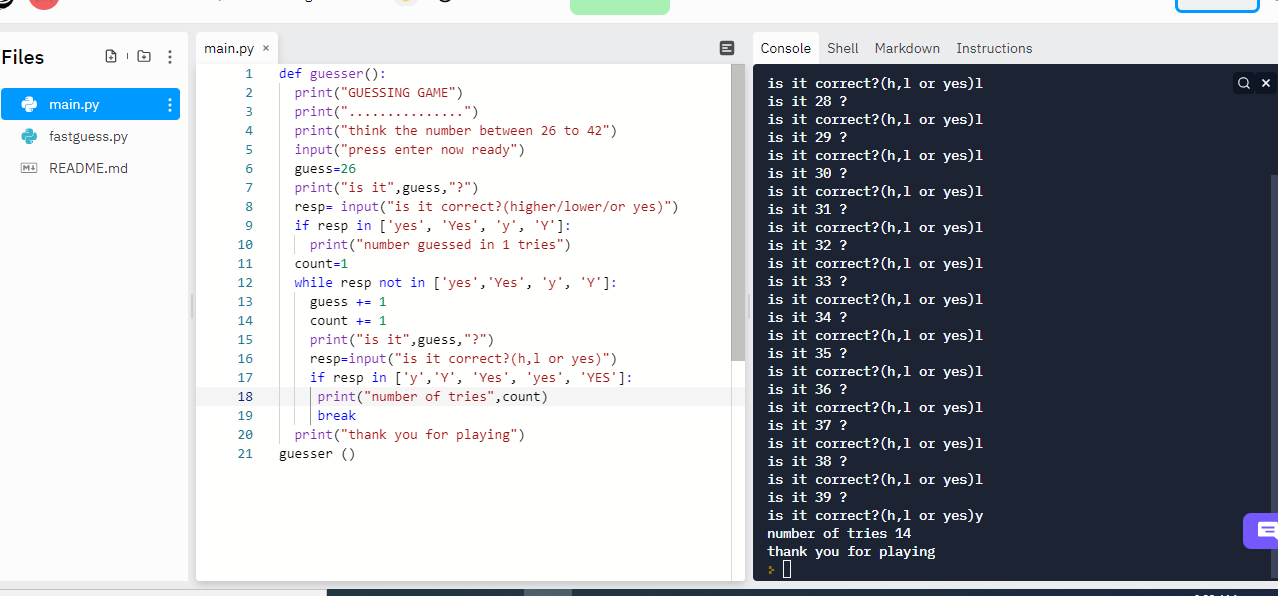 Files
main.py
fastguess.py
README.md
main.py ×
1 def guesser():
2 print("GUESSING GAME")
3 print("...............")
4 print("think the number between 26 to 42")
5 input("press enter now ready")
6 guess=26
7 print("is it",guess,"?")
8 resp= input("is it correct?(higher/lower/or yes)")
9 if resp in ['yes', 'Yes', 'y', 'Y']:
10 print("number guessed in 1 tries")
11 count=1
12 while resp not in ['yes','Yes', 'y', 'Y']:
13 guess += 1
14 count += 1
15 print("is it",guess,"?")
16 resp=input("is it correct?(h,l or yes)")
17 if resp in ['y','Y', 'Yes', 'yes', 'YES']:
18 print("number of tries",count)
19 break
20 print("thank you for playing")
21 guesser ()
Console Shell Markdown Instructions
is it correct?(h,l or yes)l
is it 28 ?
is it correct?(h,l or yes)l
is it 29 ?
is it correct?(h,l or yes)l
is it 30 ?
is it correct?(h,l or yes)l
is it 31 ?
is it correct?(h,l or yes)l
is it 32 ?
is it correct?(h,l or yes)l
is it 33 ?
is it correct?(h,l or yes)l
is it 34 ?
is it correct?(h,l or yes)l
is it 35 ?
is it correct?(h,l or yes)l
is it 36 ?
is it correct?(h,l or yes)l
is it 37 ?
is it correct?(h,l or yes)l
is it 38 ?
is it correct?(h,l or yes)l
is it 39 ?
is it correct?(h,l or yes)y
number of tries 14
thank you for playing